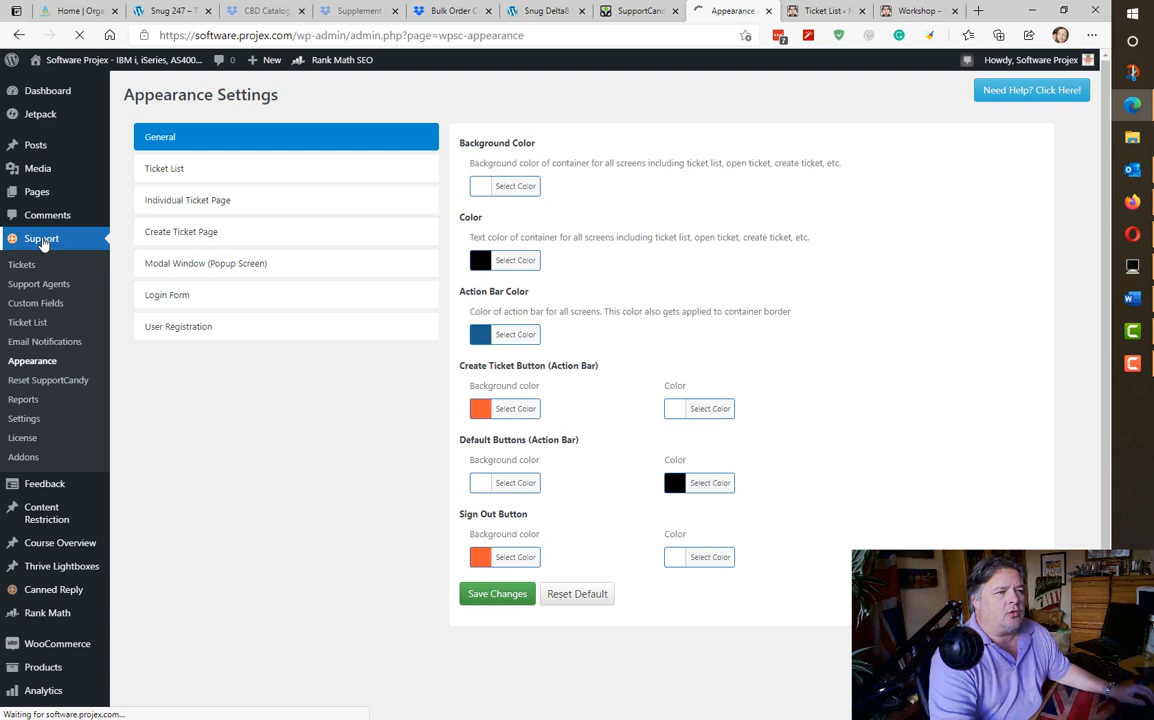 Home | Org
Snug 247 – T
CBD Catalog
Supplement
Bulk Order C
Snug Delta8
SupportCand
Appearance
Ticket List ‹ N
Workshop – T
https://software.projex.com/wp-admin/admin.php?page=wpsc-appearance
Software Projex - IBM i, iSeries, AS400...
0
New
Rank Math SEO
Howdy, Software Projex
Dashboard
Jetpack
Posts
Media
Pages
Comments
Support
Tickets
Support Agents
Custom Fields
Ticket List
Email Notifications
Appearance
Reset SupportCandy
Reports
Settings
License
Addons
Feedback
Content
Restriction
Course Overview
Thrive Lightboxes
Canned Reply
Rank Math
WooCommerce
Products
Analytics
Appearance Settings
Need Help? Click Here!
General
Ticket List
Individual Ticket Page
Create Ticket Page
Modal Window (Popup Screen)
Login Form
User Registration
Background Color
Background color of container for all screens including ticket list, open ticket, create ticket, etc.
Select Color
Color
Text color of container for all screens including ticket list, open ticket, create ticket, etc.
Select Color
Action Bar Color
Color of action bar for all screens. This color also gets applied to container border
Select Color
Create Ticket Button (Action Bar)
Background color Color
Select Color Select Color
Default Buttons (Action Bar)
Background color Color
Select Color Select Color
Sign Out Button
Background color Color
Select Color Select Color
Save Changes Reset Default
Waiting for software.projex.com...